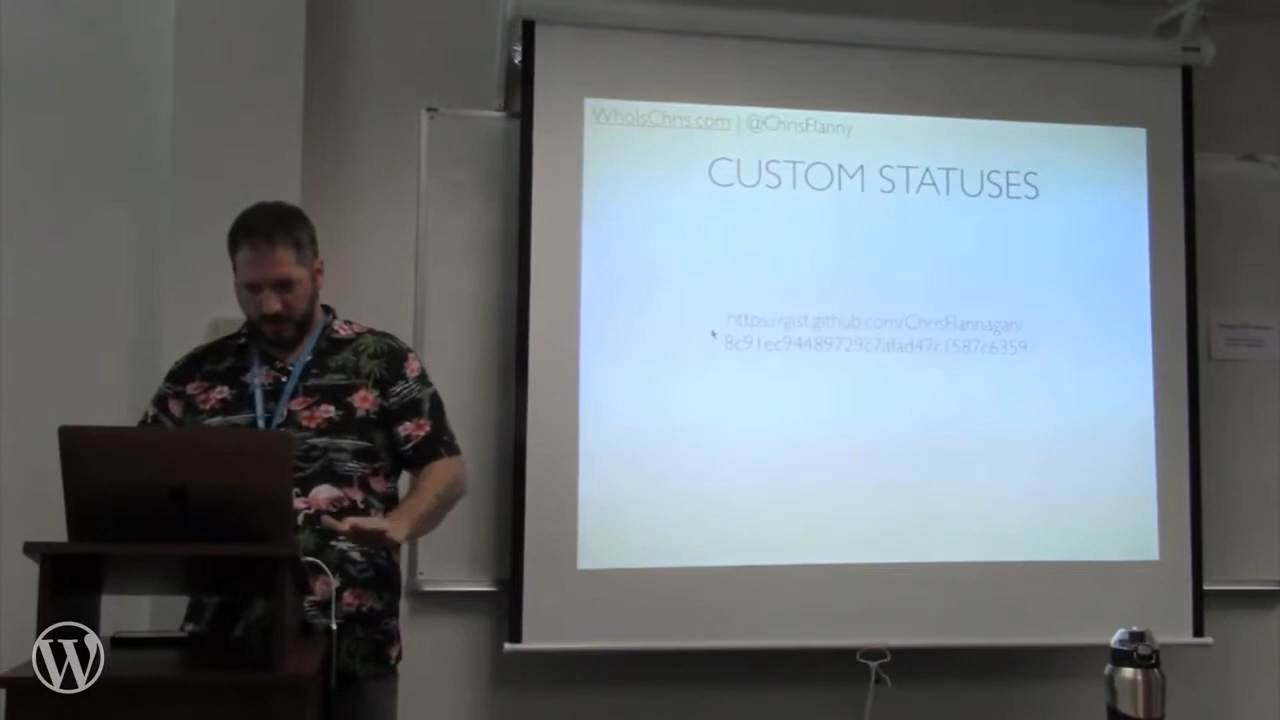 WhoIsChris.com | @ChrisFlanny
CUSTOM STATUSES
https://gist.github.com/ChrisFlannagan/
8c91ec94489729c7afad47c1587c6359